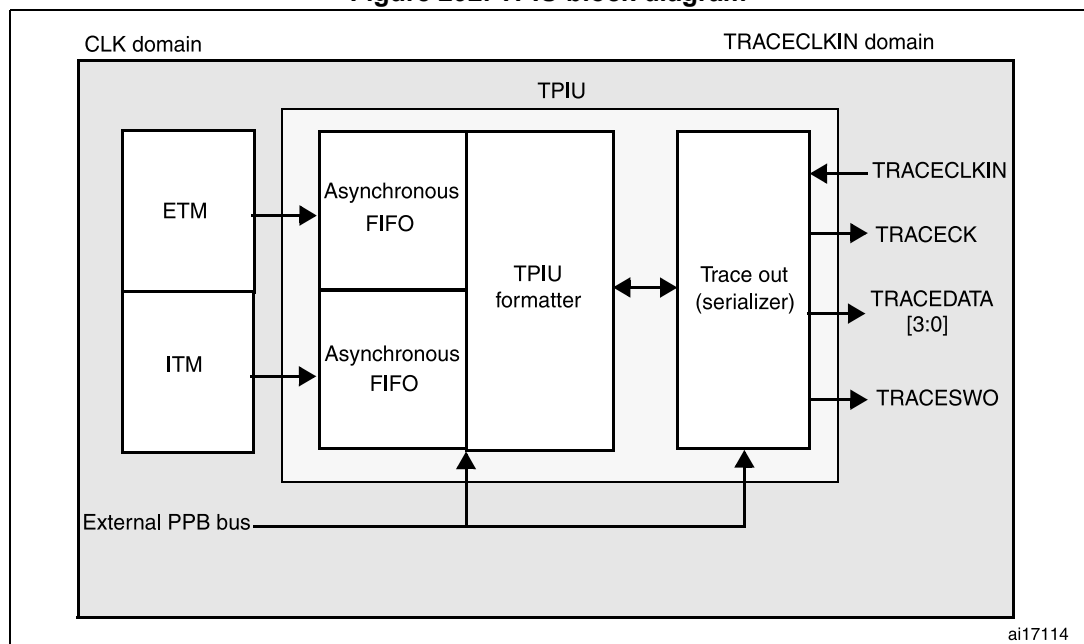 CLK domain
TRACECLKIN domain
TPIU
ETM
Asynchronous
FIFO
TPIU
formatter
Trace out
(serializer)
TRACECLKIN
TRACECK
TRACEDATA
[3:0]
TRACESWO
ITM
Asynchronous
FIFO
External PPB bus
ai17114